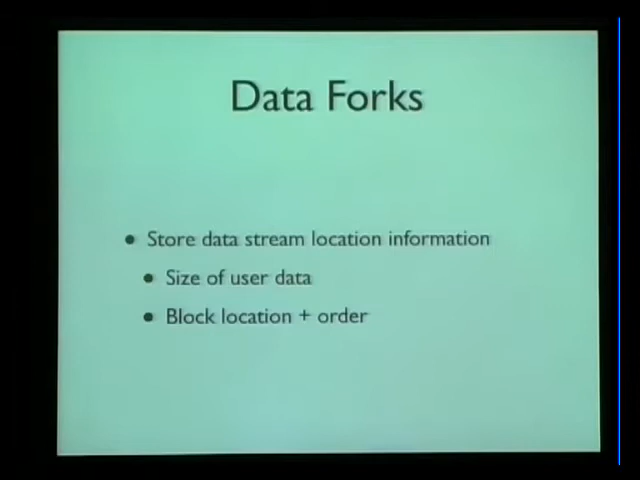 Data Forks
• Store data stream location information
• Size of user data
• Block location + order